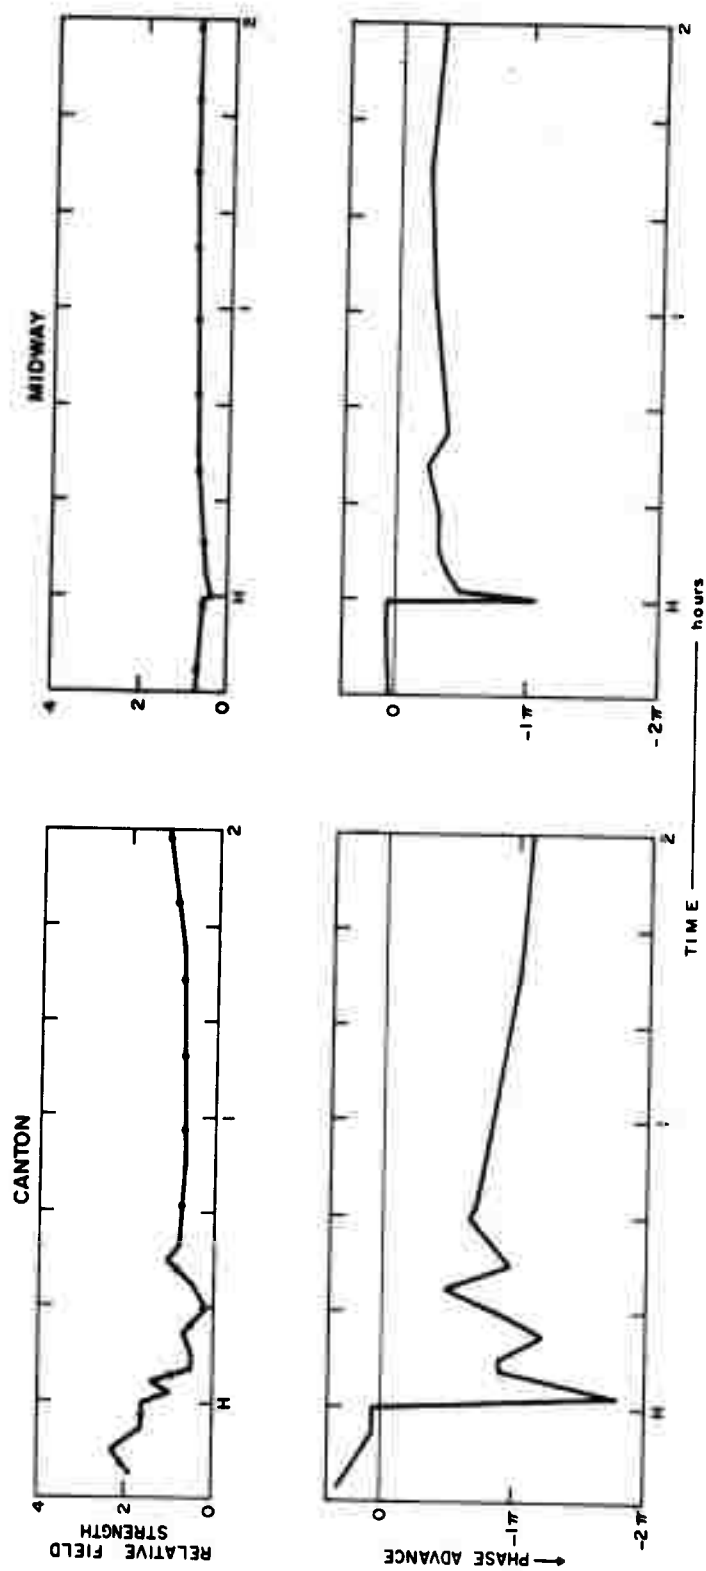 CANTON
MIDWAY
RELATIVE FIELD
STRENGTH
4
2
0
H
1
2
4
2
0
H
1
2
PHASE ADVANCE →
0
-1π
-2π
H
1
2
0
-1π
-2π
H
1
2
TIME —— hours